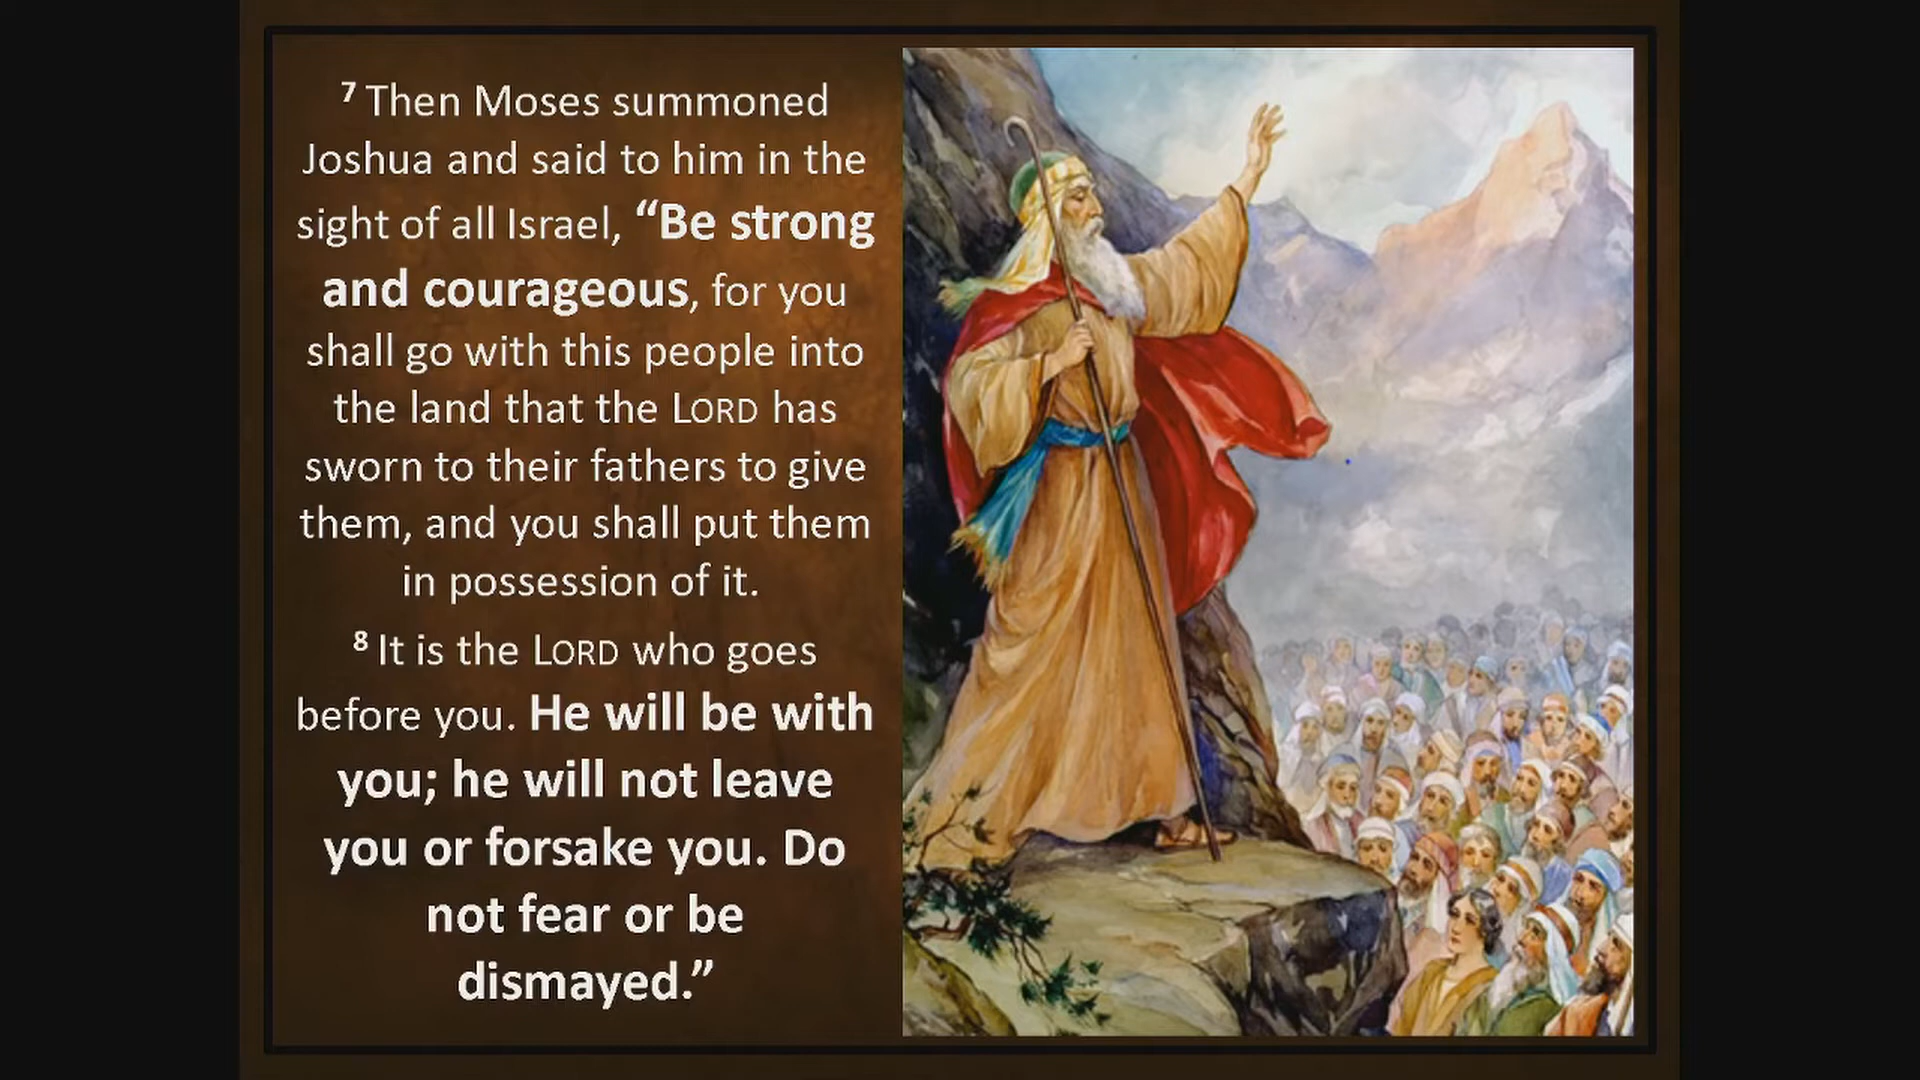 7 Then Moses summoned
Joshua and said to him in the
sight of all Israel, “Be strong
and courageous, for you
shall go with this people into
the land that the LORD has
sworn to their fathers to give
them, and you shall put them
in possession of it.
8 It is the LORD who goes
before you. He will be with
you; he will not leave
you or forsake you. Do
not fear or be
dismayed.”